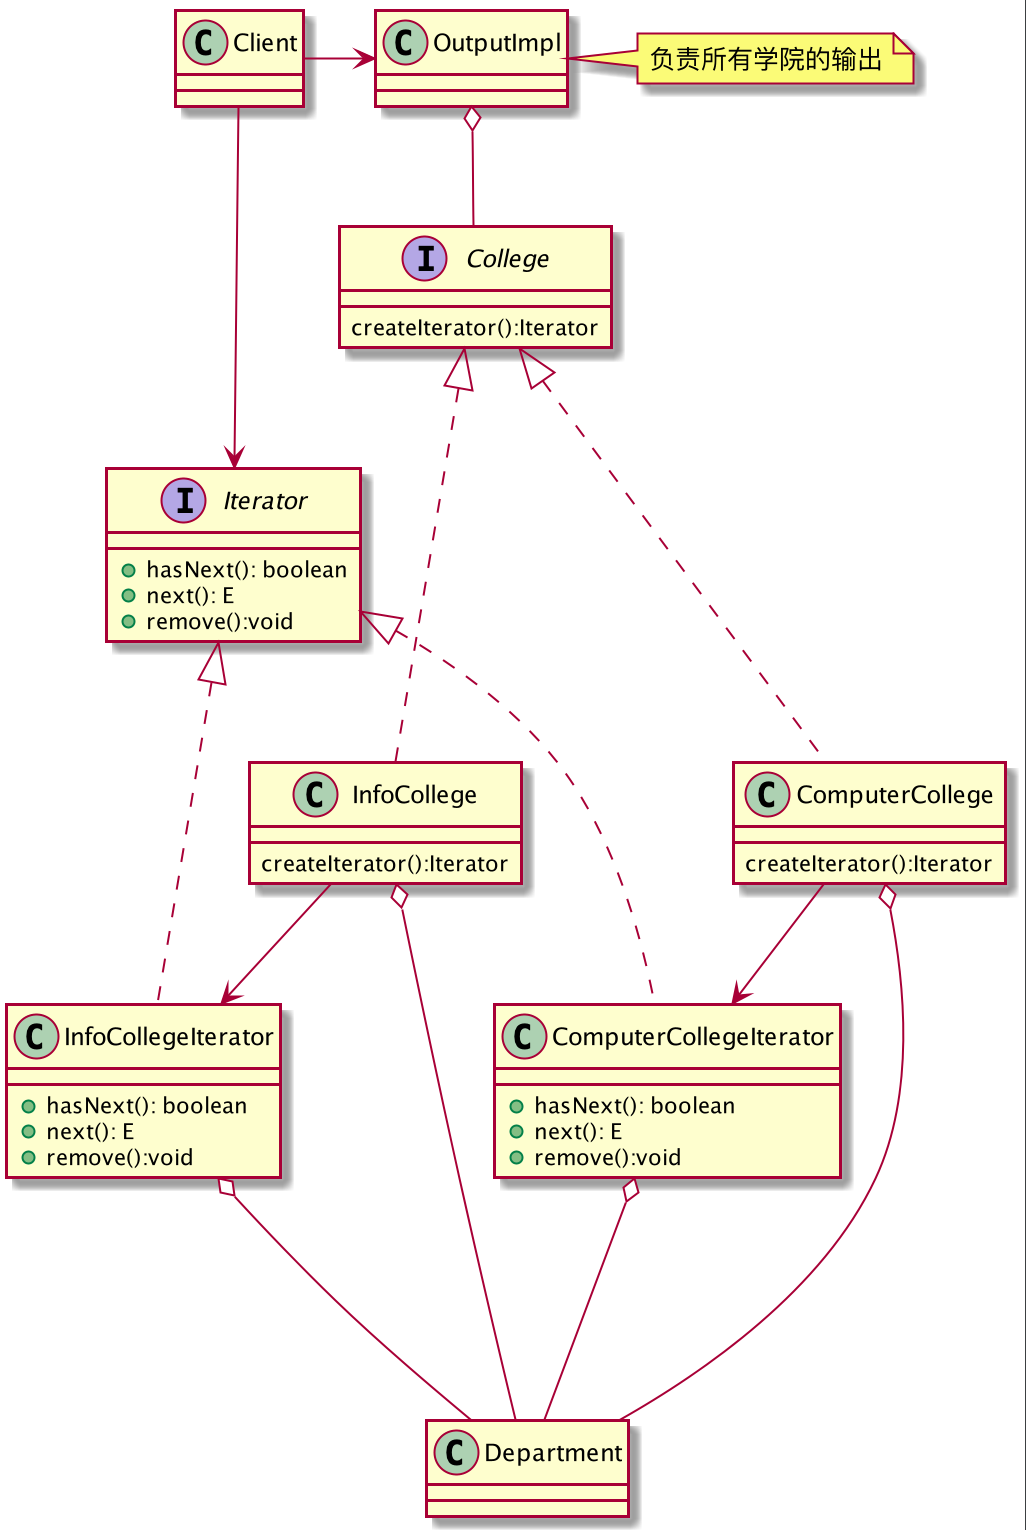 C Client
C OutputImpl
负责所有学院的输出
I College
createIterator():Iterator
I Iterator
hasNext(): boolean
next(): E
remove():void
C InfoCollege
createIterator():Iterator
C ComputerCollege
createIterator():Iterator
C InfoCollegeIterator
hasNext(): boolean
next(): E
remove():void
C ComputerCollegeIterator
hasNext(): boolean
next(): E
remove():void
C Department